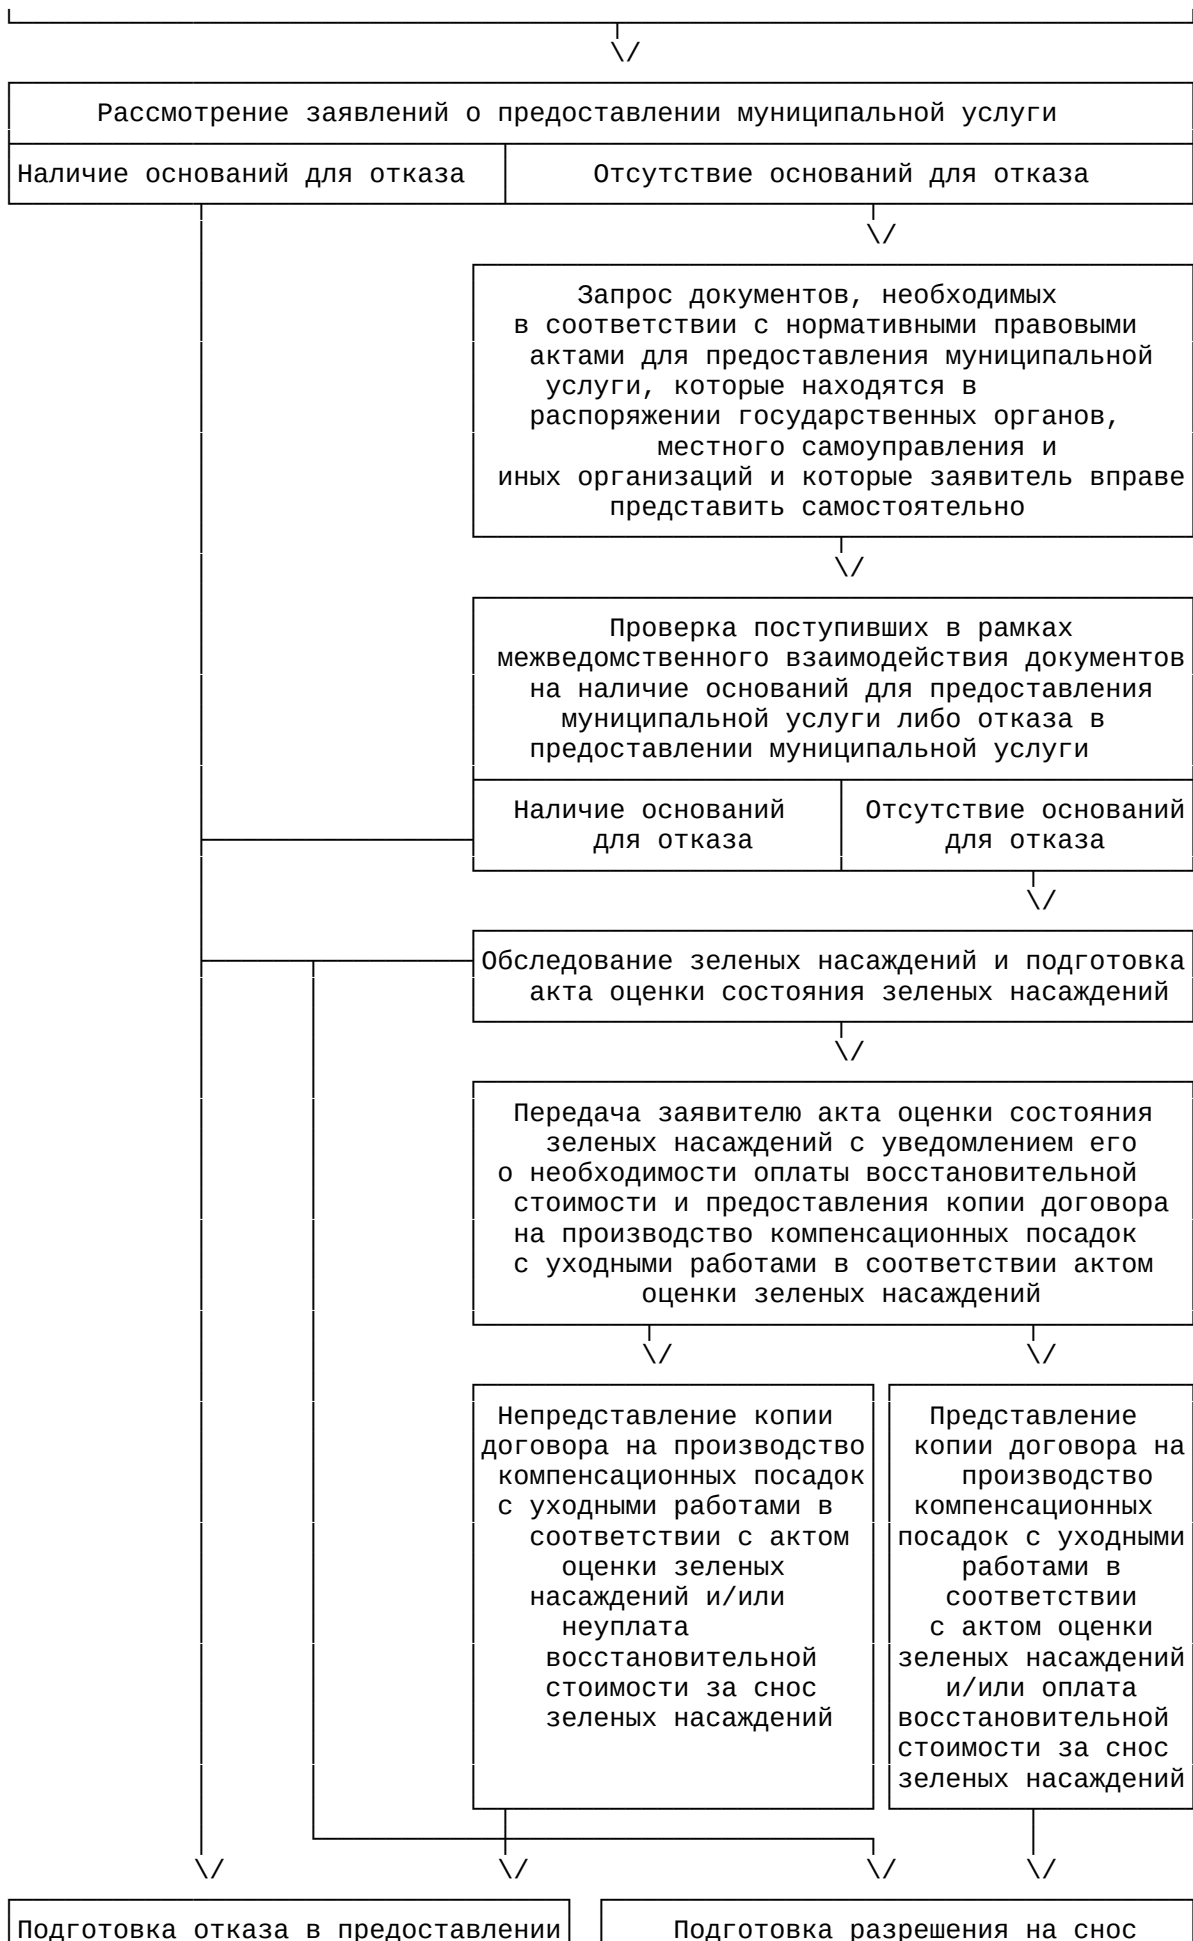 Рассмотрение заявлений о предоставлении муниципальной услуги
Наличие оснований для отказа
Отсутствие оснований для отказа
Запрос документов, необходимых
в соответствии с нормативными правовыми
актами для предоставления муниципальной
услуги, которые находятся в
распоряжении государственных органов,
местного самоуправления и
иных организаций и которые заявитель вправе
представить самостоятельно
Проверка поступивших в рамках
межведомственного взаимодействия документов
на наличие оснований для предоставления
муниципальной услуги либо отказа в
предоставлении муниципальной услуги
Наличие оснований
для отказа
Отсутствие оснований
для отказа
Обследование зеленых насаждений и подготовка
акта оценки состояния зеленых насаждений
Передача заявителю акта оценки состояния
зеленых насаждений с уведомлением его
о необходимости оплаты восстановительной
стоимости и предоставления копии договора
на производство компенсационных посадок
с уходными работами в соответствии актом
оценки зеленых насаждений
Непредставление копии
договора на производство
компенсационных посадок
с уходными работами в
соответствии с актом
оценки зеленых
насаждений и/или
неуплата
восстановительной
стоимости за снос
зеленых насаждений
Представление
копии договора на
производство
компенсационных
посадок с уходными
работами в
соответствии
с актом оценки
зеленых насаждений
и/или оплата
восстановительной
стоимости за снос
зеленых насаждений
Подготовка отказа в предоставлении
Подготовка разрешения на снос